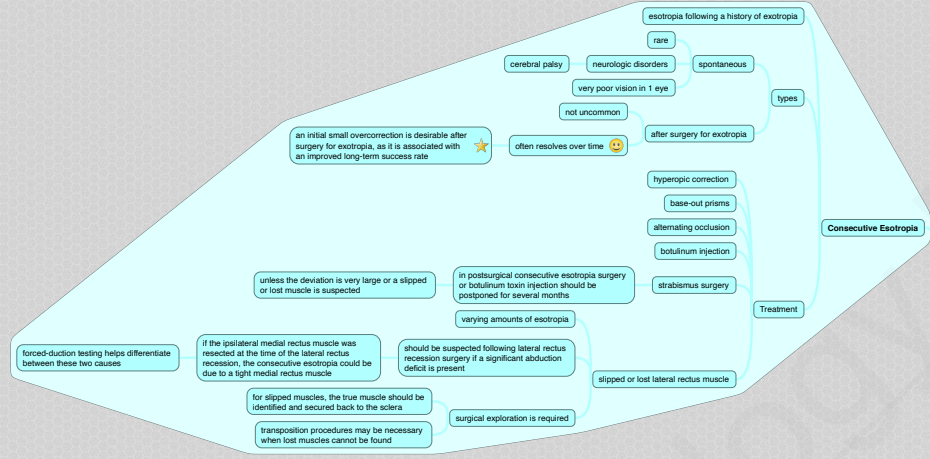 esotropia following a history of exotropia
rare
cerebral palsy
neurologic disorders
spontaneous
very poor vision in 1 eye
types
not uncommon
an initial small overcorrection is desirable after
surgery for exotropia, as it is associated with
an improved long-term success rate
often resolves over time
after surgery for exotropia
hyperopic correction
base-out prisms
alternating occlusion
Consecutive Esotropia
botulinum injection
unless the deviation is very large or a slipped
or lost muscle is suspected
in postsurgical consecutive esotropia surgery
or botulinum toxin injection should be
postponed for several months
strabismus surgery
Treatment
varying amounts of esotropia
forced-duction testing helps differentiate
between these two causes
if the ipsilateral medial rectus muscle was
resected at the time of the lateral rectus
recession, the consecutive esotropia could be
due to a tight medial rectus muscle
should be suspected following lateral rectus
recession surgery if a significant abduction
deficit is present
slipped or lost lateral rectus muscle
for slipped muscles, the true muscle should be
identified and secured back to the sclera
surgical exploration is required
transposition procedures may be necessary
when lost muscles cannot be found